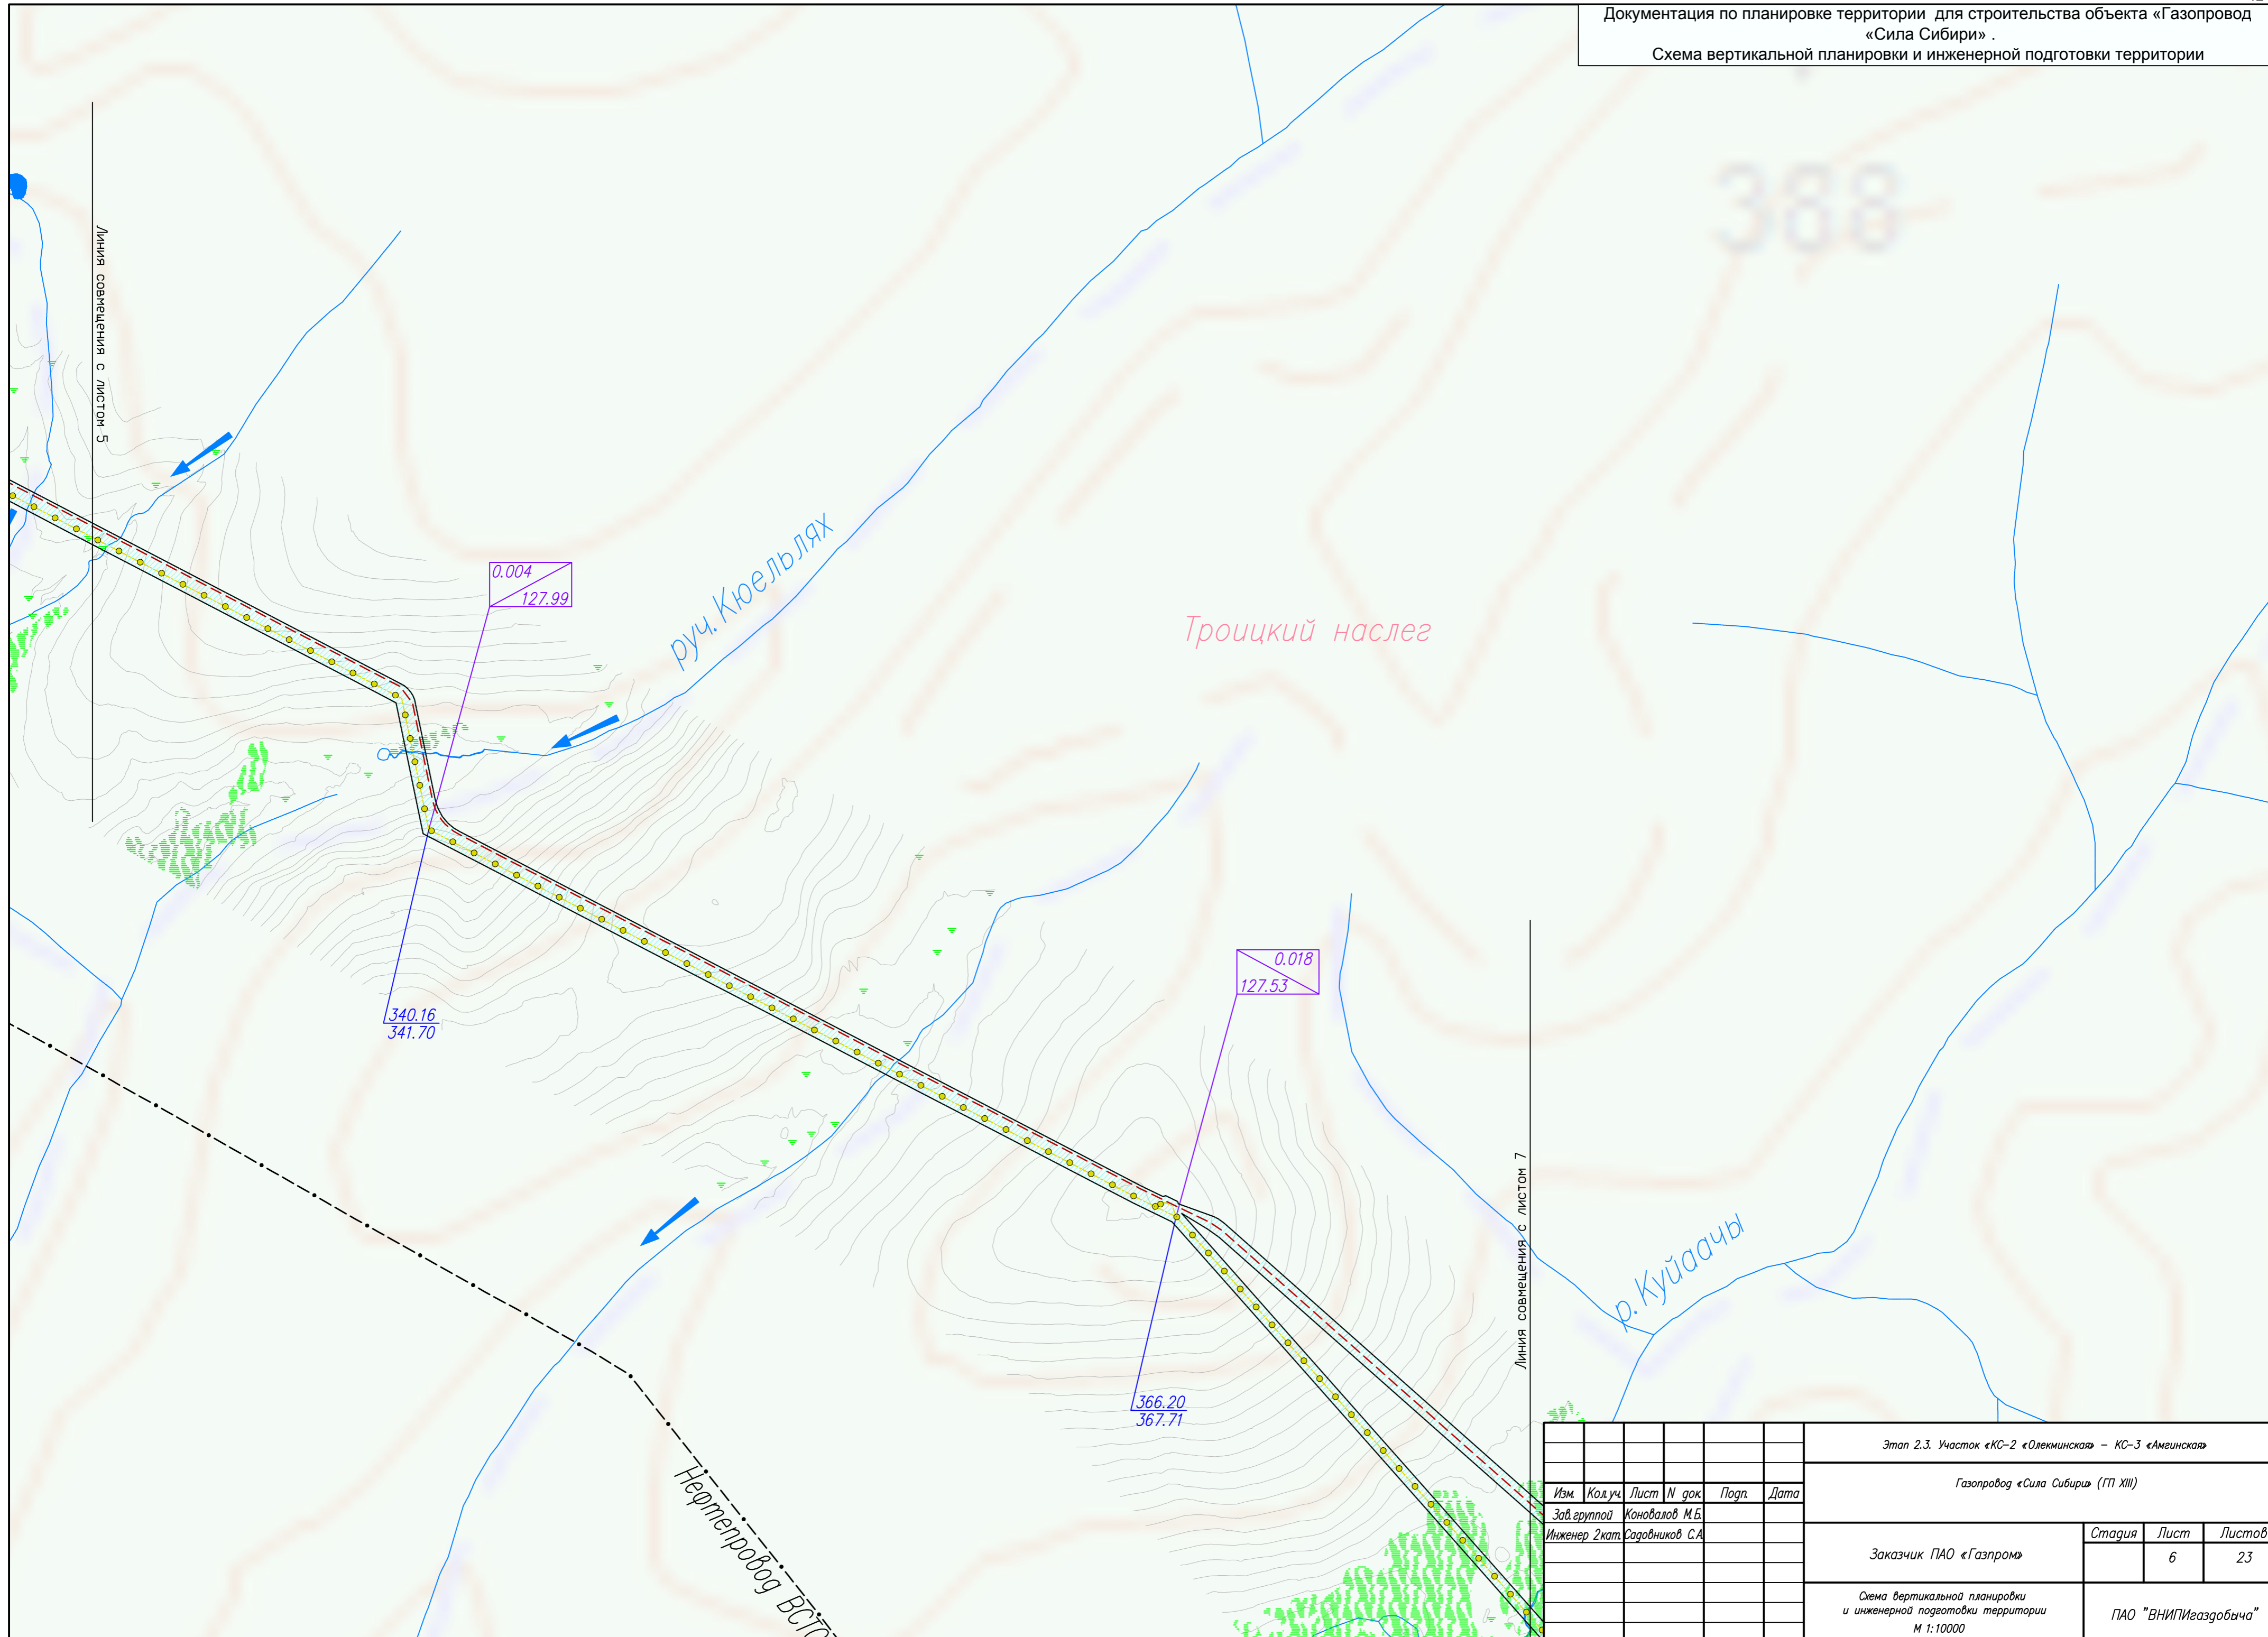 Документация по планировке территории для строительства объекта «Газопровод
«Сила Сибири» .
Схема вертикальной планировки и инженерной подготовки территории
388
Линия совмещения с листом 5
0.004
127.99
руч. Кюельлях
Троицкий наслег
0.018
127.53
340.16
341.70
Линия совмещения с листом 7
р. Куйаачы
366.20
367.71
Нефтепровод ВСТО
Этап 2.3. Участок «КС-2 «Олекминская» – КС-3 «Амгинская»
Газопровод «Сила Сибири» (ГП XIII)
Изм. Кол.уч. Лист N док. Подп. Дата
Зав.группой Коновалов М.Б.
Инженер 2кат. Садовников С.А.
Заказчик ПАО «Газпром»
Стадия Лист Листов
6 23
Схема вертикальной планировки
и инженерной подготовки территории
М 1:10000
ПАО "ВНИПИгаздобыча"